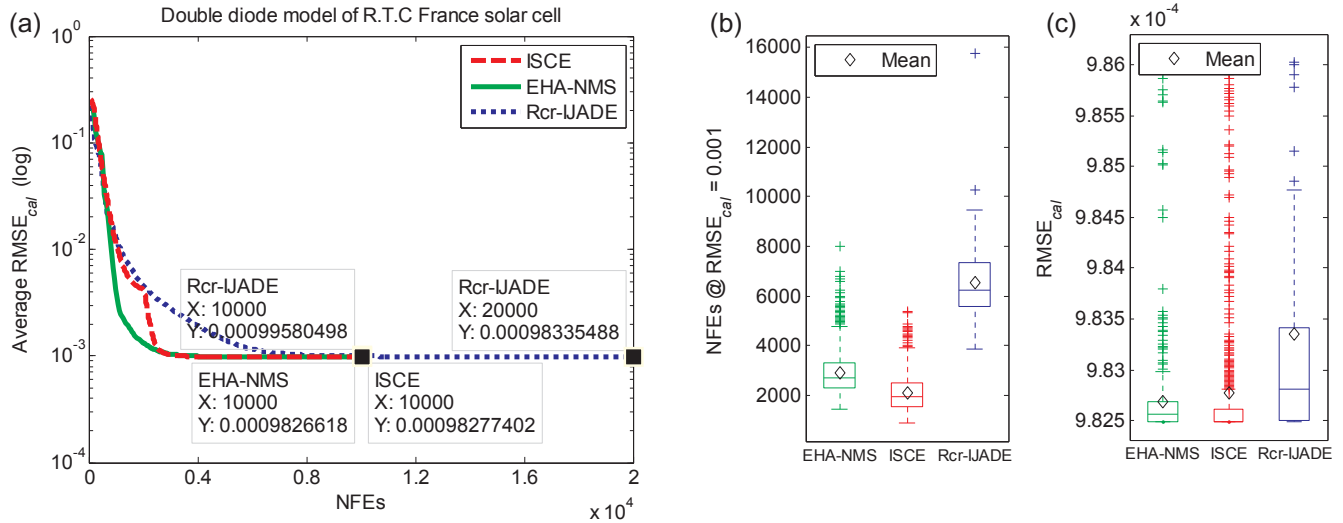 (a)
Double diode model of R.T.C France solar cell
10^0
10^-1
10^-2
10^-3
10^-4
Average RMSE_cal (log)
ISCE
EHA-NMS
Rcr-IJADE
Rcr-IJADE
X: 10000
Y: 0.00099580498
Rcr-IJADE
X: 20000
Y: 0.00098335488
EHA-NMS
X: 10000
Y: 0.0009826618
ISCE
X: 10000
Y: 0.00098277402
0 0.4 0.8 1.2 1.6 2
NFEs
x 10^4
(b)
Mean
16000
14000
12000
10000
8000
6000
4000
2000
NFEs @ RMSE_cal = 0.001
EHA-NMS ISCE Rcr-IJADE
(c)
x 10^-4
Mean
9.86
9.855
9.85
9.845
9.84
9.835
9.83
9.825
RMSE_cal
EHA-NMS ISCE Rcr-IJADE